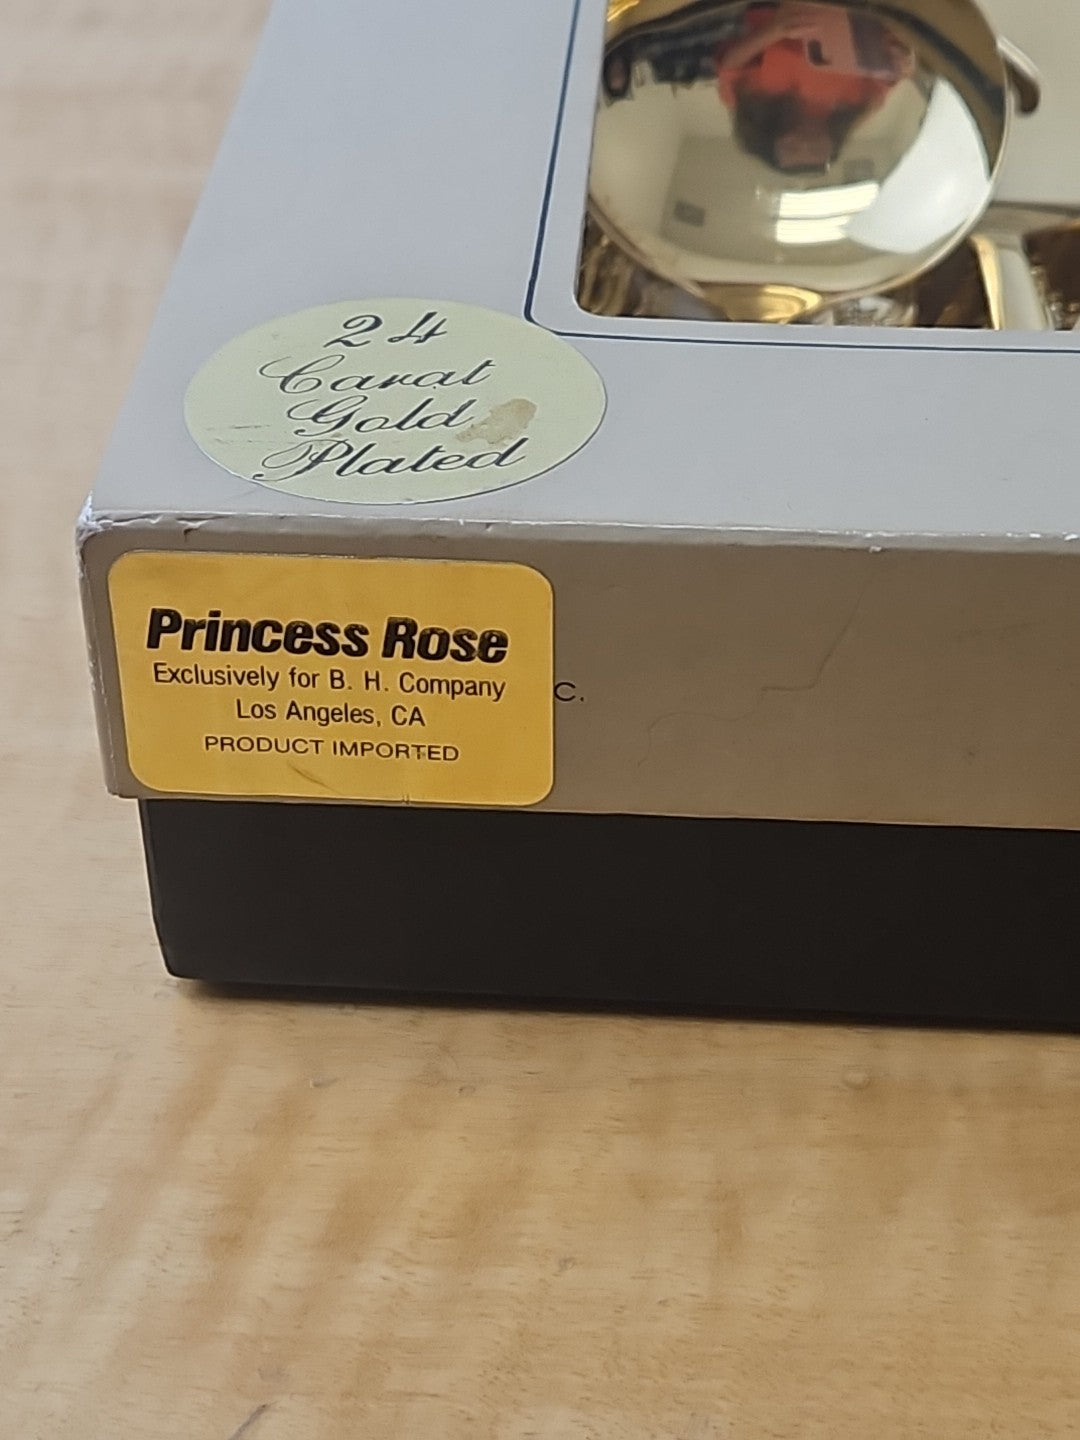 24
Carat
Gold
Plated
Princess Rose
Exclusively for B. H. Company
Los Angeles, CA
PRODUCT IMPORTED
C.